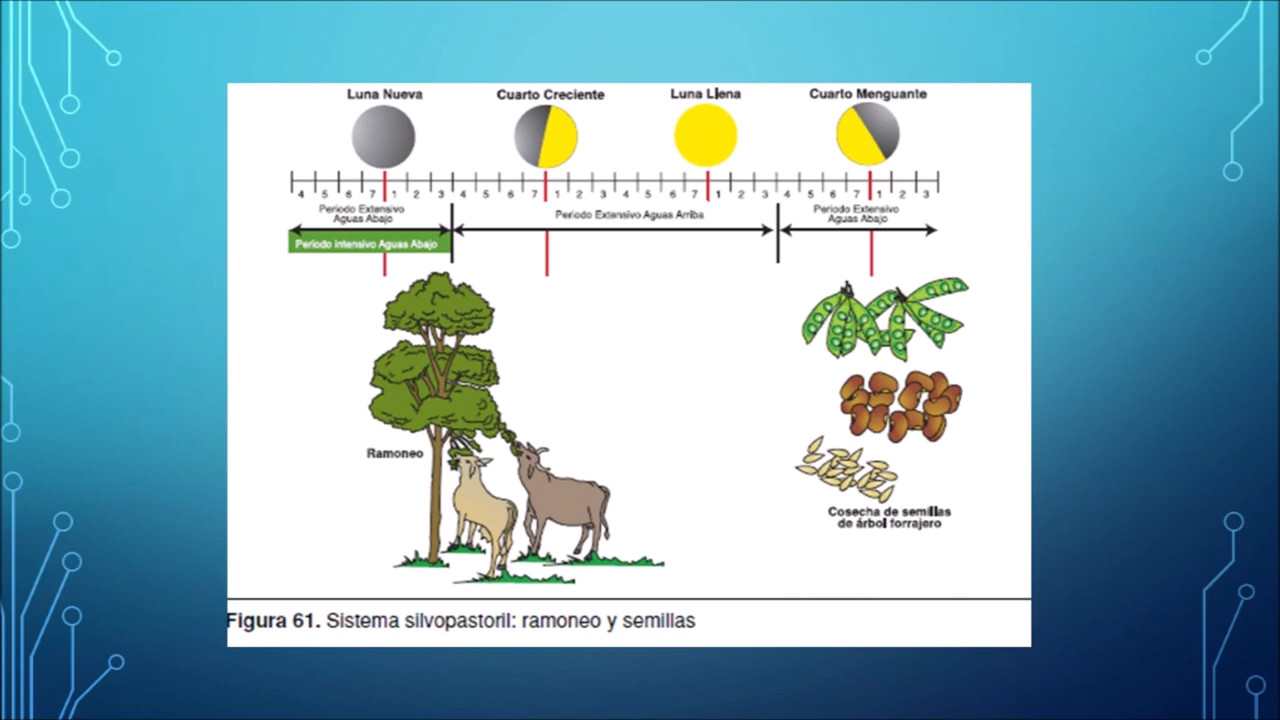 Luna Nueva Cuarto Creciente Luna Llena Cuarto Menguante
4 5 6 7 1 2 3 4 5 6 7 1 2 3 4 5 6 7 1 2 3 4 5 6 7 1 2 3
Periodo Extensivo
Aguas Abajo
Periodo Extensivo Aguas Arriba
Periodo Extensivo
Aguas Abajo
Periodo intensivo Aguas Abajo
Ramoneo
Cosecha de semillas
de árbol forrajero
Figura 61. Sistema silvopastoril: ramoneo y semillas